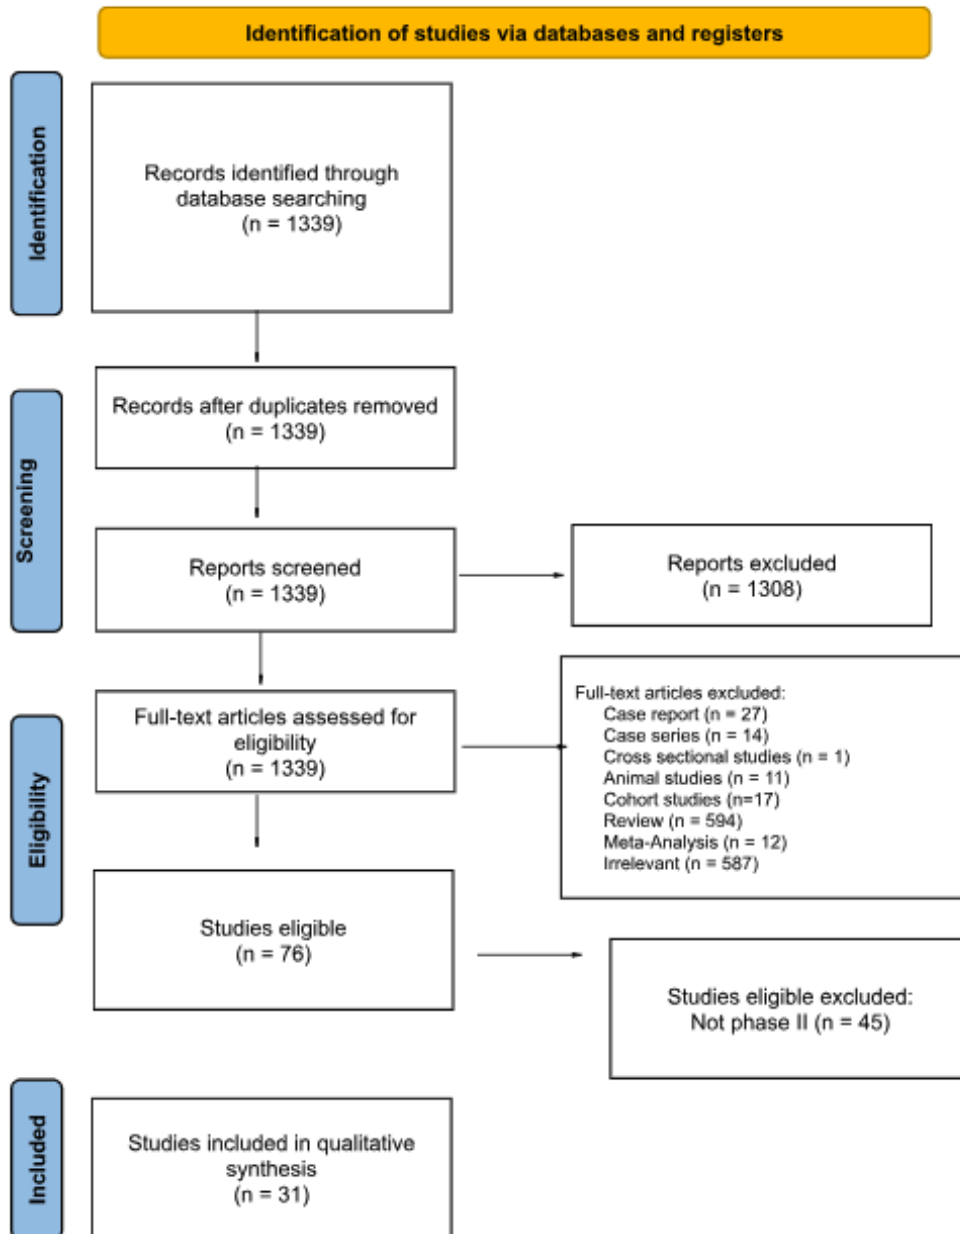 Identification of studies via databases and registers
Identification
Records identified through
database searching
(n = 1339)
Screening
Records after duplicates removed
(n = 1339)
Reports screened
(n = 1339)
Reports excluded
(n = 1308)
Eligibility
Full-text articles assessed for
eligibility
(n = 1339)
Full-text articles excluded:
Case report (n = 27)
Case series (n = 14)
Cross sectional studies (n = 1)
Animal studies (n = 11)
Cohort studies (n=17)
Review (n = 594)
Meta-Analysis (n = 12)
Irrelevant (n = 587)
Studies eligible
(n = 76)
Studies eligible excluded:
Not phase II (n = 45)
Included
Studies included in qualitative
synthesis
(n = 31)